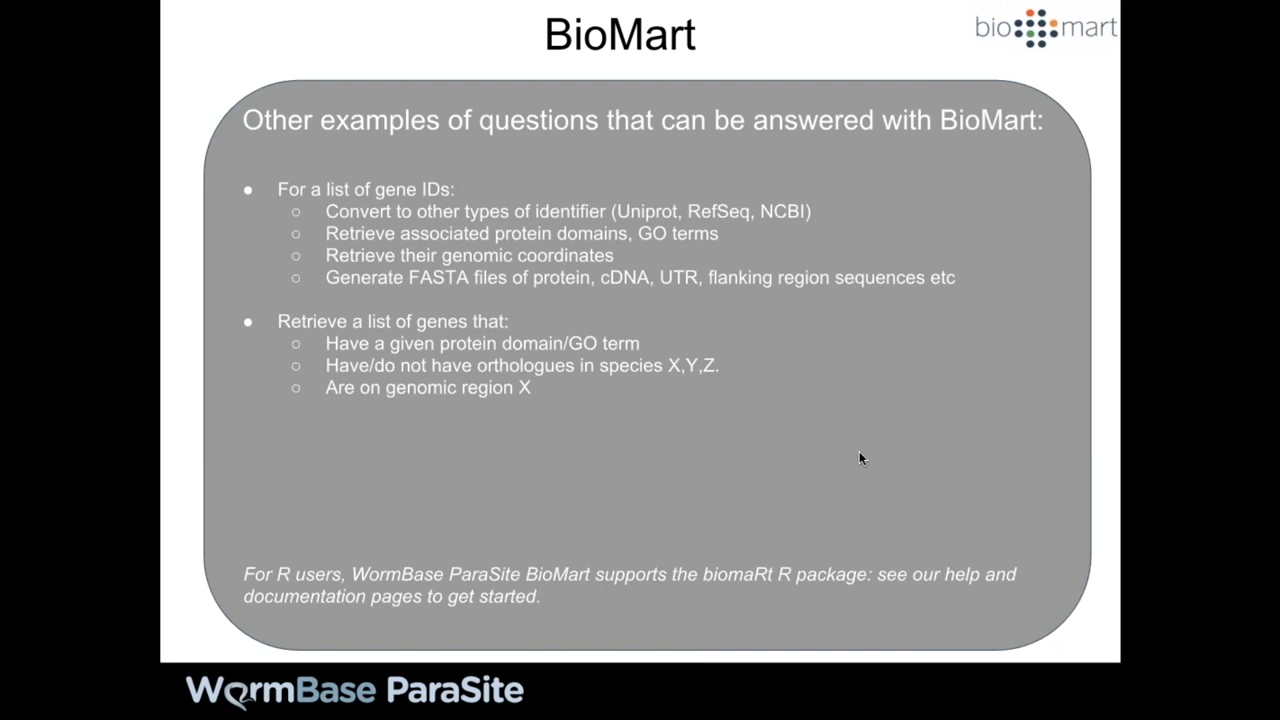 BioMart
bio mart
Other examples of questions that can be answered with BioMart:
● For a list of gene IDs:
○ Convert to other types of identifier (Uniprot, RefSeq, NCBI)
○ Retrieve associated protein domains, GO terms
○ Retrieve their genomic coordinates
○ Generate FASTA files of protein, cDNA, UTR, flanking region sequences etc
● Retrieve a list of genes that:
○ Have a given protein domain/GO term
○ Have/do not have orthologues in species X,Y,Z.
○ Are on genomic region X
For R users, WormBase ParaSite BioMart supports the biomaRt R package: see our help and
documentation pages to get started.
WormBase ParaSite